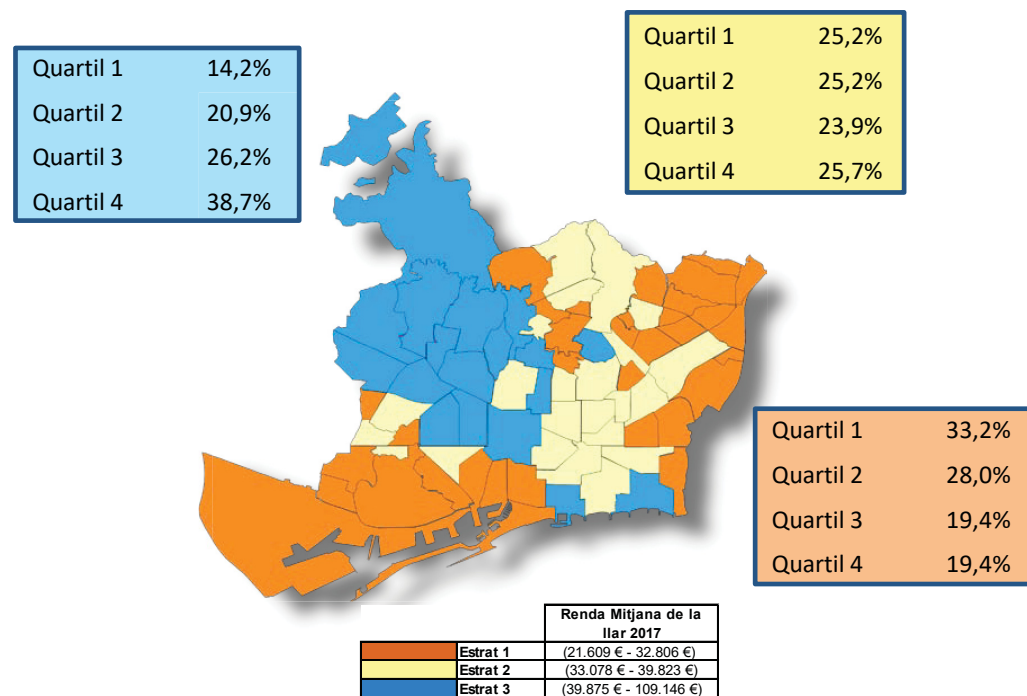 Quartil 1 14,2%
Quartil 2 20,9%
Quartil 3 26,2%
Quartil 4 38,7%
Quartil 1 25,2%
Quartil 2 25,2%
Quartil 3 23,9%
Quartil 4 25,7%
Quartil 1 33,2%
Quartil 2 28,0%
Quartil 3 19,4%
Quartil 4 19,4%
Renda Mitjana de la
llar 2017
Estrat 1 (21.609 € - 32.806 €)
Estrat 2 (33.078 € - 39.823 €)
Estrat 3 (39.875 € - 109.146 €)